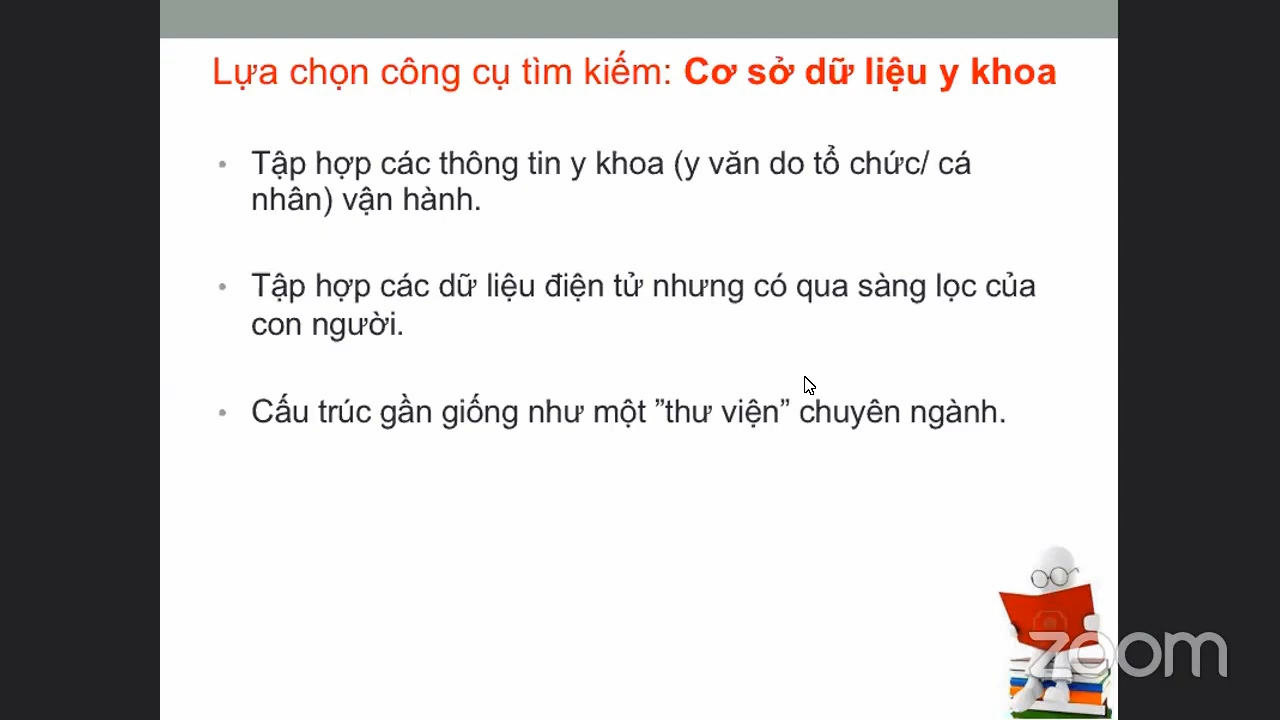 Lựa chọn công cụ tìm kiếm: Cơ sở dữ liệu y khoa
• Tập hợp các thông tin y khoa (y văn do tổ chức/ cá
nhân) vận hành.
• Tập hợp các dữ liệu điện tử nhưng có qua sàng lọc của
con người.
• Cấu trúc gần giống như một ”thư viện” chuyên ngành.
zoom